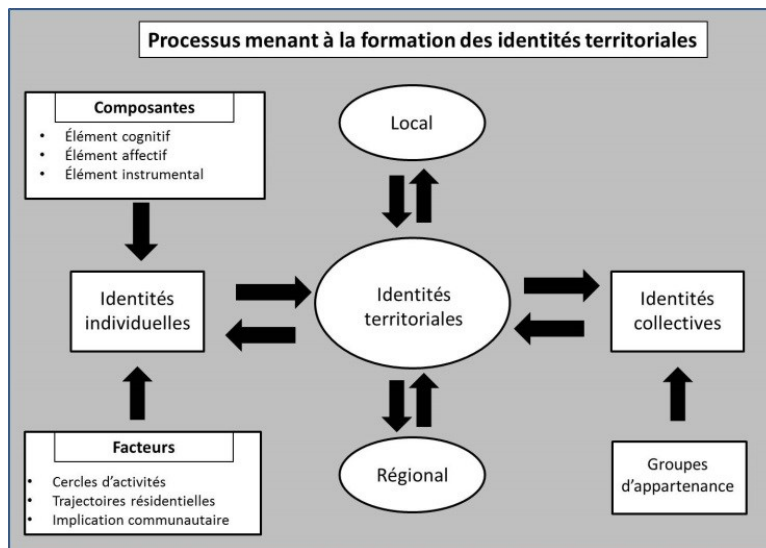 Processus menant à la formation des identités territoriales
Composantes
• Élément cognitif
• Élément affectif
• Élément instrumental
Local
Identités
individuelles
Identités
territoriales
Identités
collectives
Facteurs
• Cercles d'activités
• Trajectoires résidentielles
• Implication communautaire
Régional
Groupes
d'appartenance